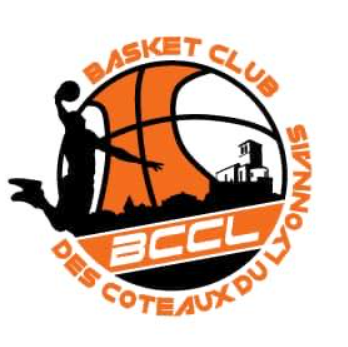 BASKET CLUB
BCCL
DES COTEAUX DU LYONNAIS